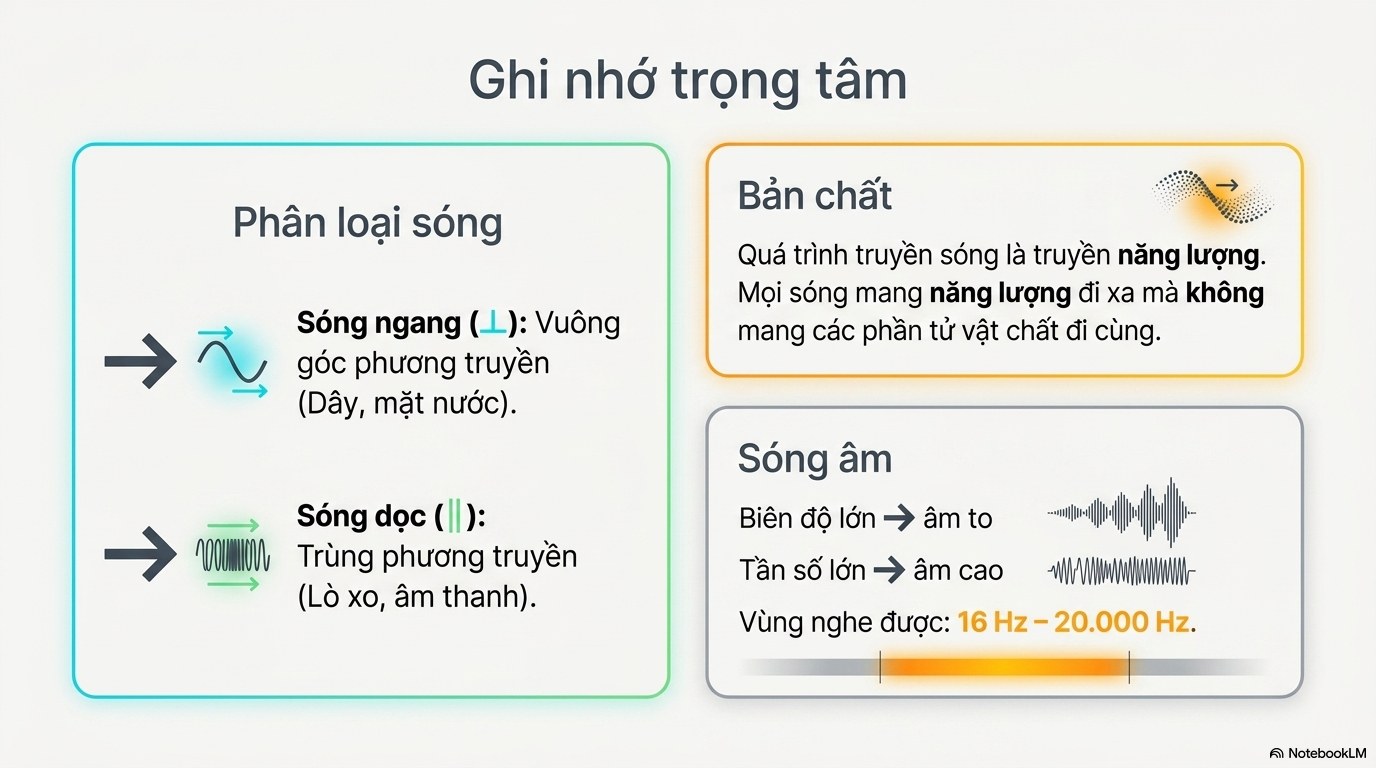 Ghi nhớ trọng tâm
Phân loại sóng
Sóng ngang (⊥): Vuông
góc phương truyền
(Dây, mặt nước).
Sóng dọc (∥):
Trùng phương truyền
(Lò xo, âm thanh).
Bản chất
Quá trình truyền sóng là truyền năng lượng.
Mọi sóng mang năng lượng đi xa mà không
mang các phần tử vật chất đi cùng.
Sóng âm
Biên độ lớn → âm to
Tần số lớn → âm cao
Vùng nghe được: 16 Hz – 20.000 Hz.
NotebookLM